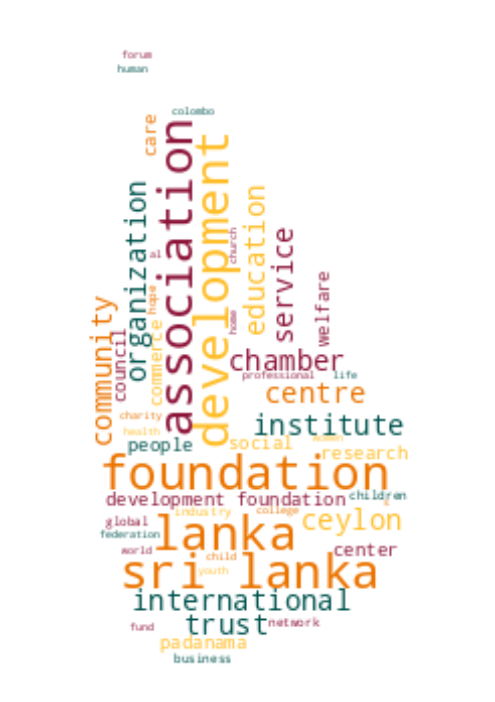 forum
human
colombo
care
association
development
organization
education
service
church
al
welfare
hope
community
home
council
commerce
chamber
professional life
centre
charity
institute
health
people
social
women
research
foundation
development foundation
children
global
industry
college
ceylon
federation
lanka
world
child
center
sri lanka
youth
international
trust
network
fund
padanama
business